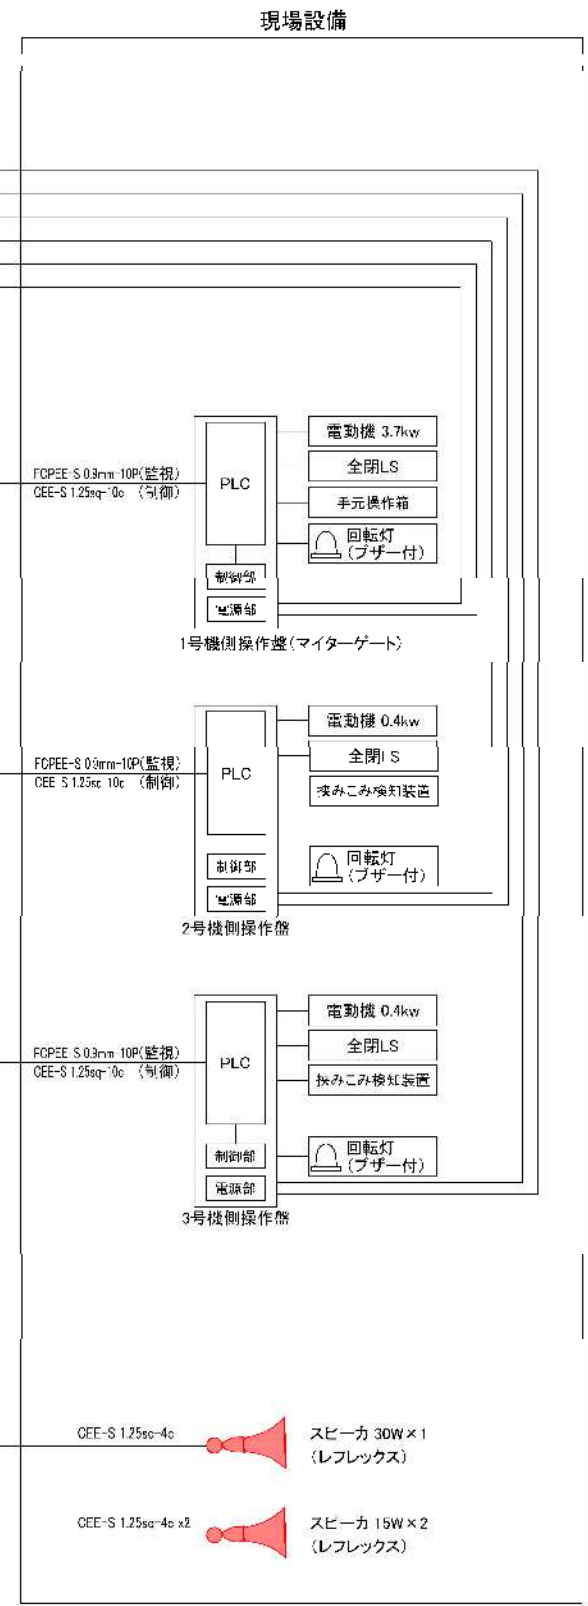 現場設備
電動機 3.7kw
全閉LS
手元操作箱
回転灯
(ブザー付)
FCPEE-S 0.9mm-10P(監視)
CEE-S 1.25sq-10c (制御)
PLC
制御部
電源部
1号機側操作盤(マイターゲート)
電動機 0.4kw
全閉LS
挟みこみ検知装置
FCPEE-S 0.9mm-10P(監視)
CEE-S 1.25sq-10c (制御)
PLC
回転灯
(ブザー付)
制御部
電源部
2号機側操作盤
電動機 0.4kw
全閉LS
挟みこみ検知装置
FCPEE-S 0.9mm-10P(監視)
CEE-S 1.25sq-10c (制御)
PLC
回転灯
(ブザー付)
制御部
電源部
3号機側操作盤
CEE-S 1.25sq-4c
スピーカ 30W×1
(レフレックス)
CEE-S 1.25sq-4c x2
スピーカ 15W×2
(レフレックス)